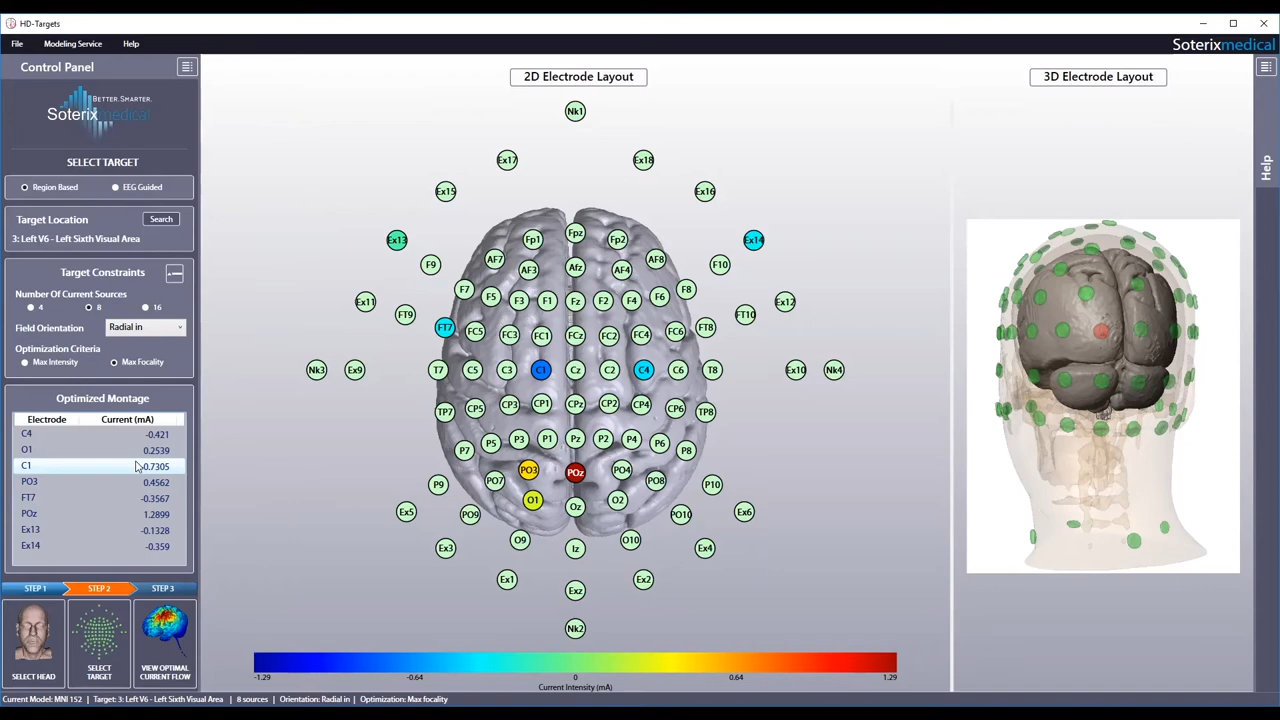 HD-Targets
File Modeling Service Help
Soterixmedical
Control Panel
BETTER. SMARTER.
Soterixmedical
SELECT TARGET
Region Based EEG Guided
Target Location Search
3: Left V6 - Left Sixth Visual Area
Target Constraints
Number Of Current Sources
4 8 16
Field Orientation Radial in
Optimization Criteria
Max Intensity Max Focality
Optimized Montage
Electrode Current (mA)
C4 -0.421
O1 0.2539
C1 -0.7305
PO3 0.4562
FT7 -0.3567
POz 1.2899
Ex13 -0.1328
Ex14 -0.359
STEP 1 STEP 2 STEP 3
SELECT HEAD
SELECT TARGET
VIEW OPTIMAL CURRENT FLOW
2D Electrode Layout
Nk1
Ex17 Ex18
Ex15 Ex16
Fp1 Fpz Fp2
Ex13 Ex14
AF7 AF3 Afz AF4 AF8
F9 F10
F7 F5 F3 F1 Fz F2 F4 F6 F8
Ex11 Ex12
FT9 FT10
FT7 FC5 FC3 FC1 FCz FC2 FC4 FC6 FT8
Nk3 Ex9 T7 C5 C3 C1 Cz C2 C4 C6 T8 Ex10 Nk4
TP7 CP5 CP3 CP1 CPz CP2 CP4 CP6 TP8
P7 P5 P3 P1 Pz P2 P4 P6 P8
P9 PO7 PO3 POz PO4 PO8 P10
Ex5 PO9 O1 Oz O2 PO10 Ex6
Ex3 O9 Iz O10 Ex4
Ex1 Exz Ex2
Nk2
-1.29 -0.64 0 0.64 1.29
Current Intensity (mA)
3D Electrode Layout
Help
Current Model: MNI 152 | Target: 3: Left V6 - Left Sixth Visual Area | 8 sources | Orientation: Radial in | Optimization: Max focality